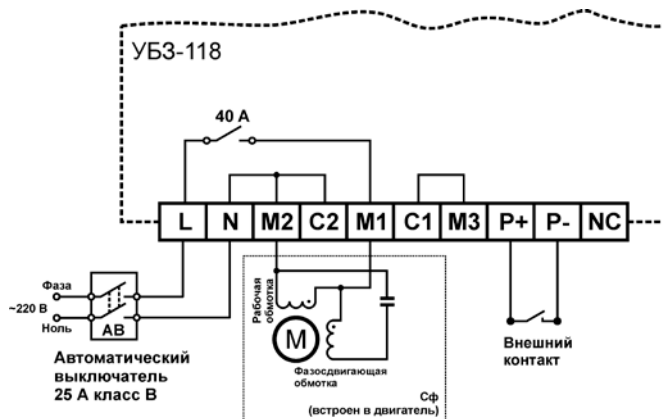 УБЗ-118
40 А
L N M2 C2 M1 C1 M3 P+ P- NC
Фаза
~220 В
Ноль
АВ
Автоматический
выключатель
25 А класс В
Рабочая
обмотка
М
Фазосдвигающая
обмотка
Сф
(встроен в двигатель)
Внешний
контакт